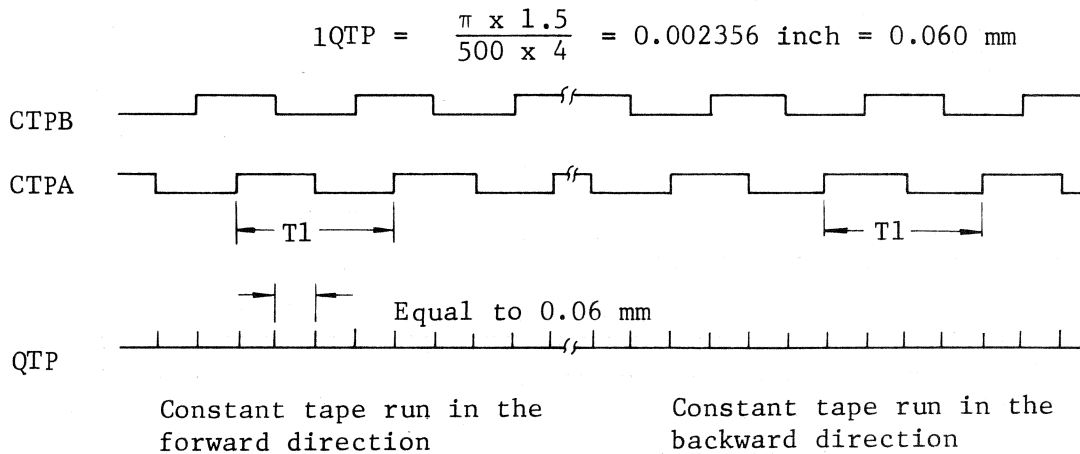 1QTP = π x 1.5 / 500 x 4 = 0.002356 inch = 0.060 mm
CTPB
CTPA
T1 T1
Equal to 0.06 mm
QTP
Constant tape run in the
forward direction
Constant tape run in the
backward direction